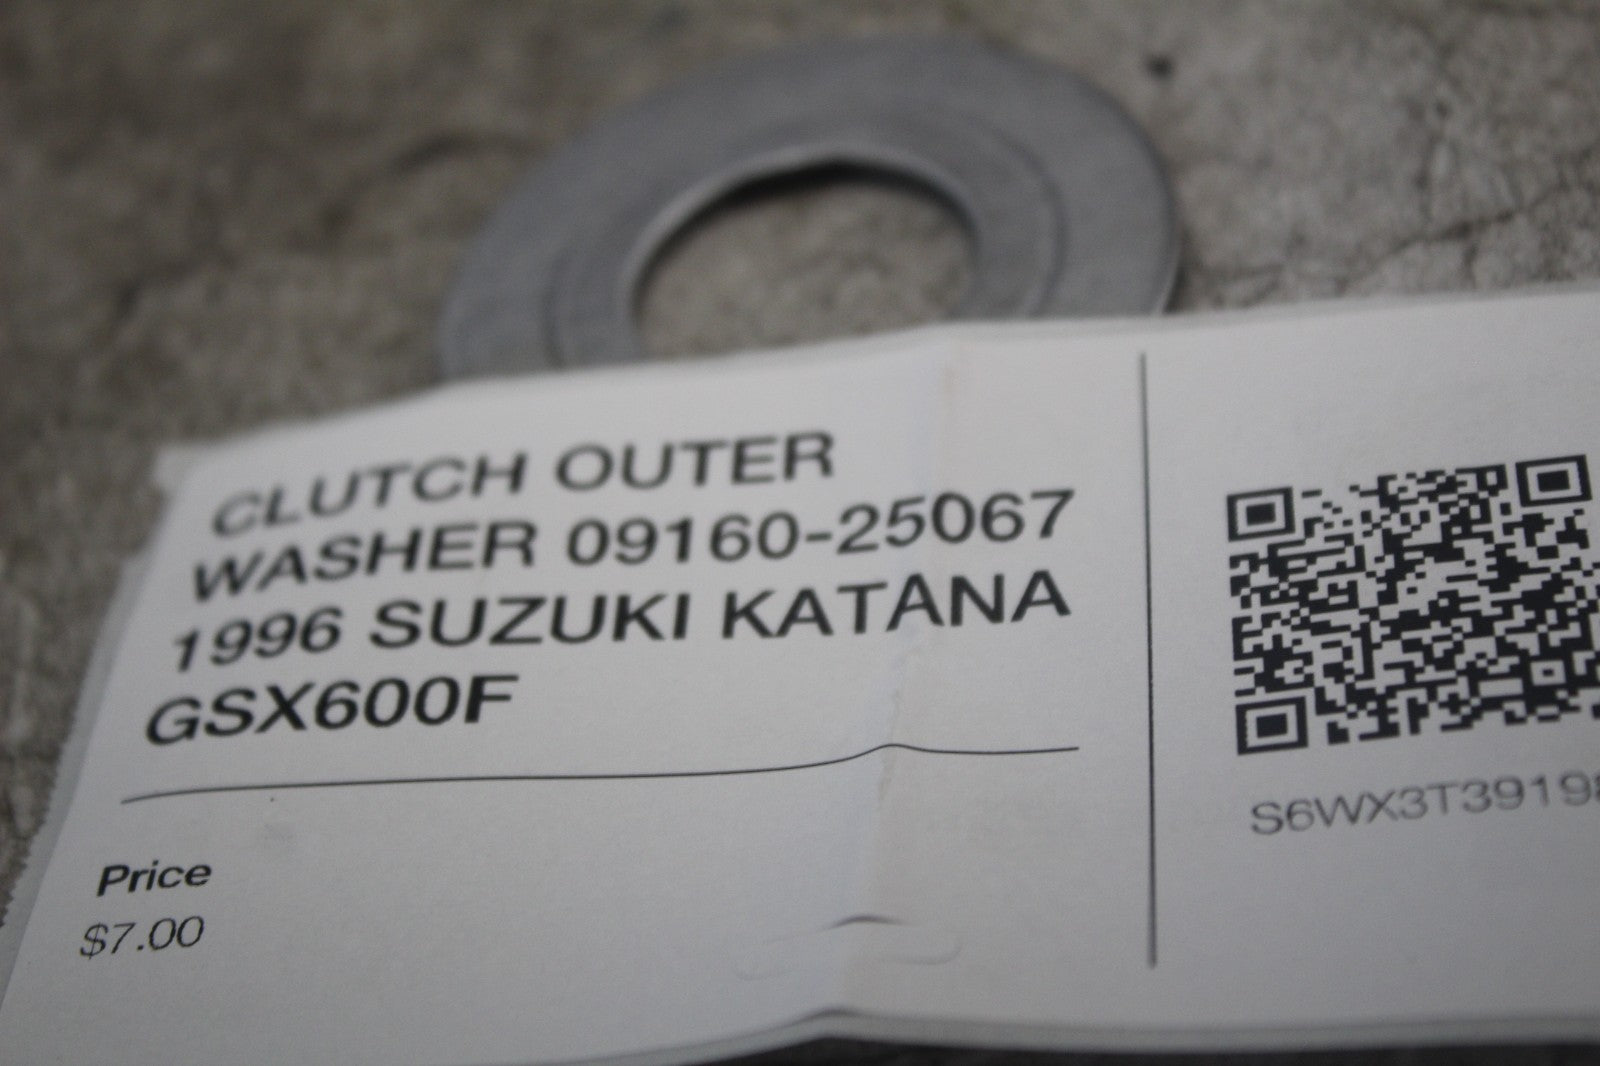 CLUTCH OUTER
WASHER 09160-25067
1996 SUZUKI KATANA
GSX600F
Price
$7.00